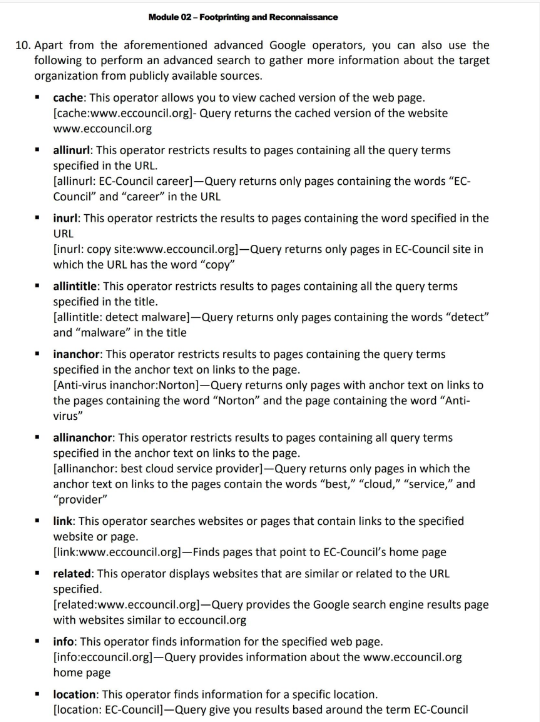 Module 02 – Footprinting and Reconnaissance
10. Apart from the aforementioned advanced Google operators, you can also use the
following to perform an advanced search to gather more information about the target
organization from publicly available sources.
▪ cache: This operator allows you to view cached version of the web page.
[cache:www.eccouncil.org]- Query returns the cached version of the website
www.eccouncil.org
▪ allinurl: This operator restricts results to pages containing all the query terms
specified in the URL.
[allinurl: EC-Council career]—Query returns only pages containing the words “EC-
Council” and “career” in the URL
▪ inurl: This operator restricts the results to pages containing the word specified in the
URL
[inurl: copy site:www.eccouncil.org]—Query returns only pages in EC-Council site in
which the URL has the word “copy”
▪ allintitle: This operator restricts results to pages containing all the query terms
specified in the title.
[allintitle: detect malware]—Query returns only pages containing the words “detect”
and “malware” in the title
▪ inanchor: This operator restricts results to pages containing the query terms
specified in the anchor text on links to the page.
[Anti-virus inanchor:Norton]—Query returns only pages with anchor text on links to
the pages containing the word “Norton” and the page containing the word “Anti-
virus”
▪ allinanchor: This operator restricts results to pages containing all query terms
specified in the anchor text on links to the page.
[allinanchor: best cloud service provider]—Query returns only pages in which the
anchor text on links to the pages contain the words “best,” “cloud,” “service,” and
“provider”
▪ link: This operator searches websites or pages that contain links to the specified
website or page.
[link:www.eccouncil.org]—Finds pages that point to EC-Council’s home page
▪ related: This operator displays websites that are similar or related to the URL
specified.
[related:www.eccouncil.org]—Query provides the Google search engine results page
with websites similar to eccouncil.org
▪ info: This operator finds information for the specified web page.
[info:eccouncil.org]—Query provides information about the www.eccouncil.org
home page
▪ location: This operator finds information for a specific location.
[location: EC-Council]—Query give you results based around the term EC-Council